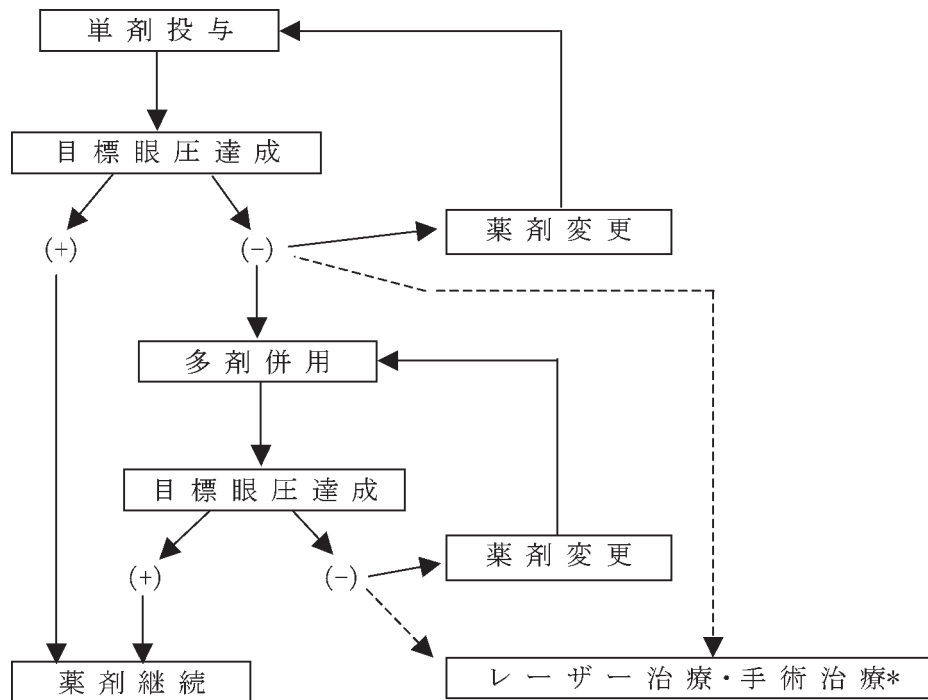 単剤投与
目標眼圧達成
薬剤変更
(+)
(−)
多剤併用
目標眼圧達成
薬剤変更
(+)
(−)
薬剤継続
レーザー治療・手術治療*